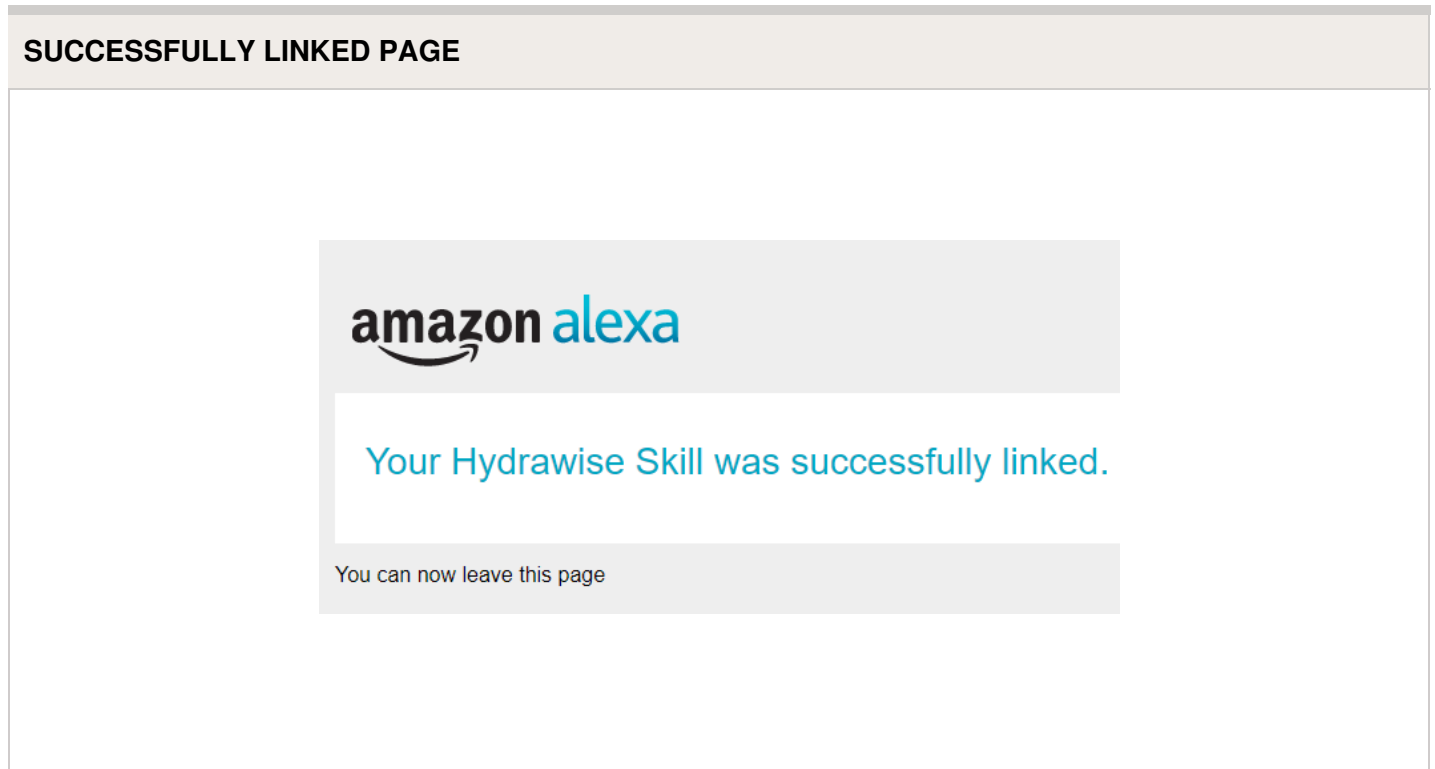 SUCCESSFULLY LINKED PAGE
amazon alexa
Your Hydrawise Skill was successfully linked.
You can now leave this page